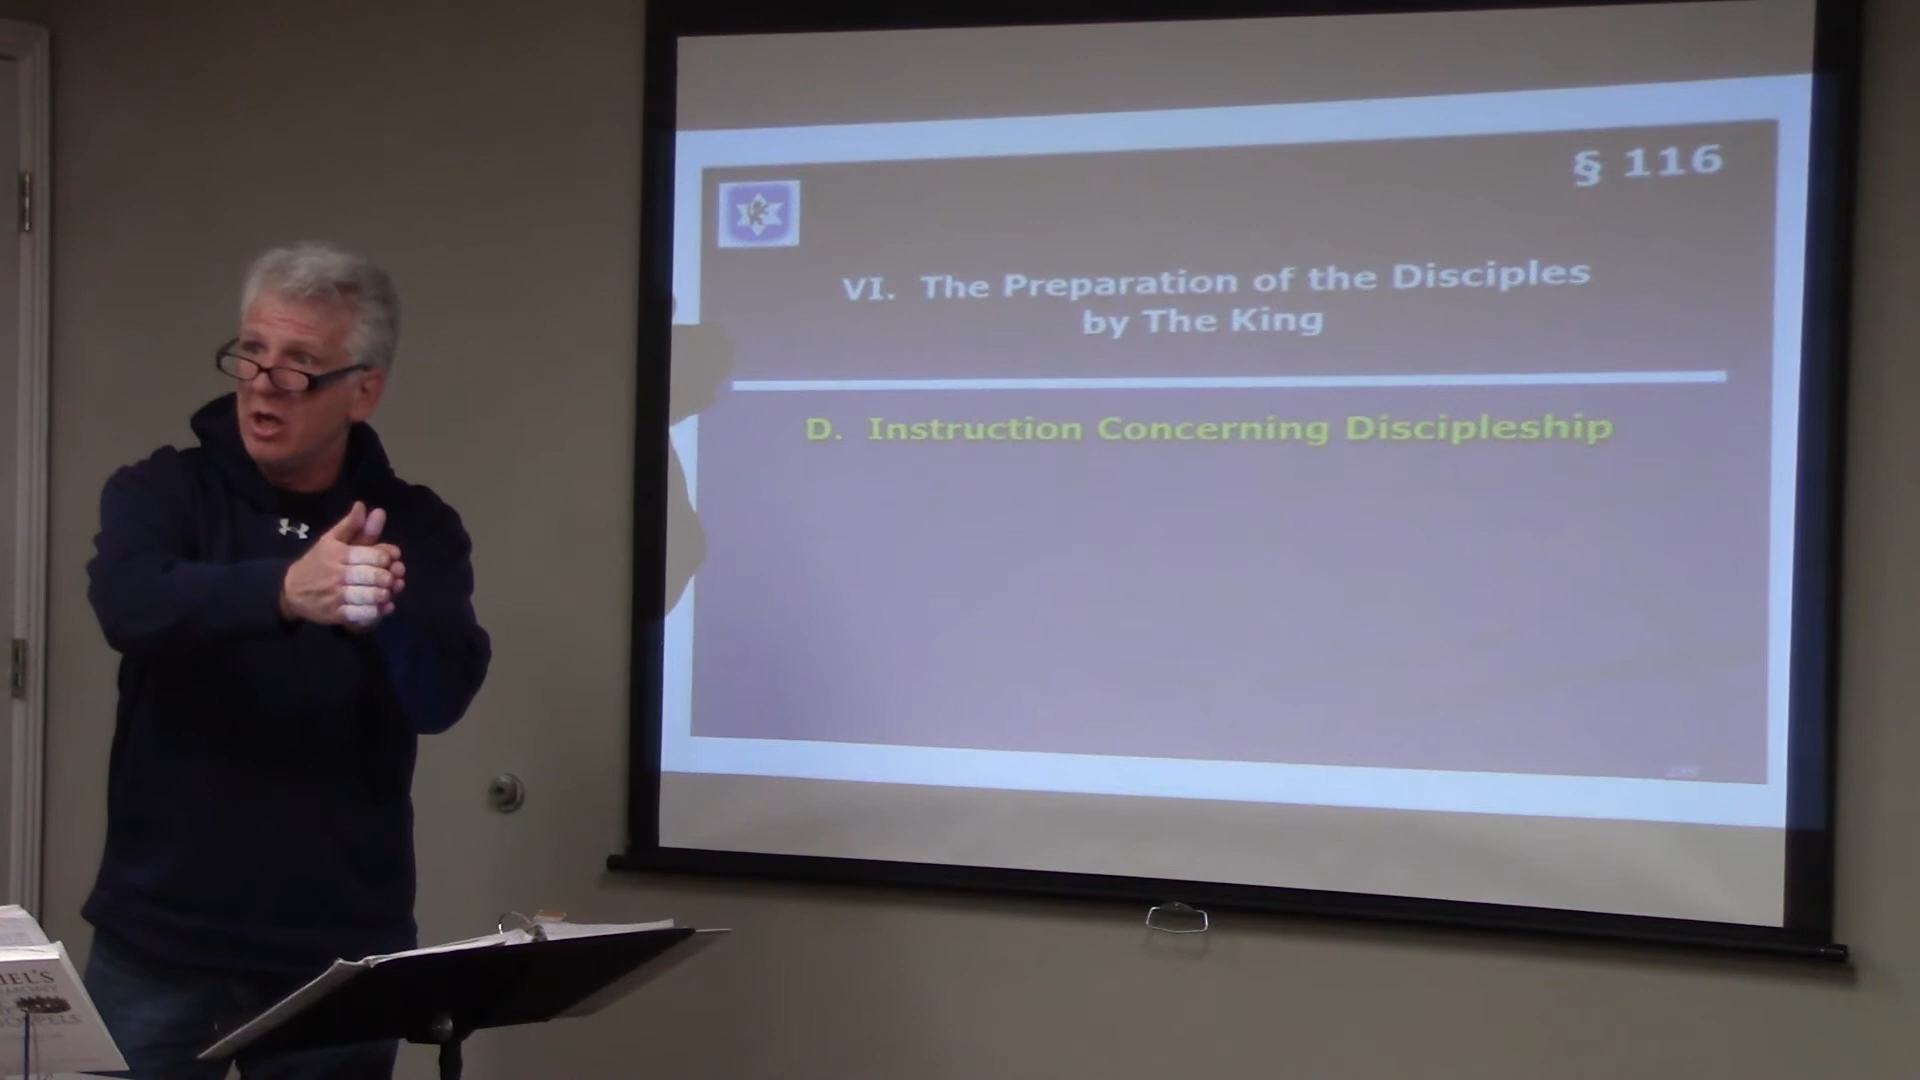 § 116
VI. The Preparation of the Disciples
by The King
D. Instruction Concerning Discipleship